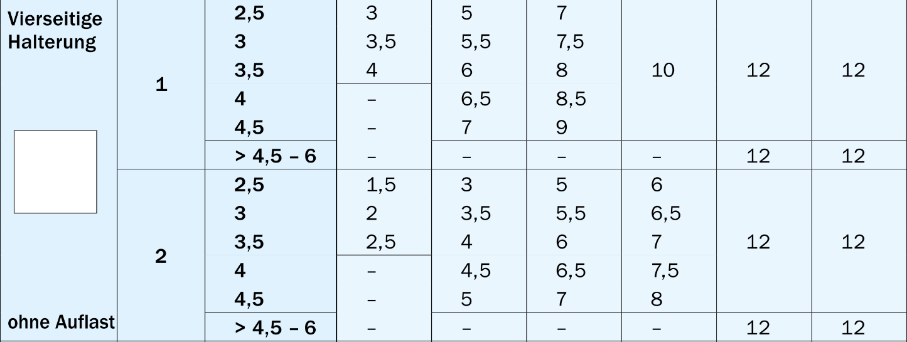 Vierseitige 2,5 3 5 7
Halterung 3 3,5 5,5 7,5
1 3,5 4 6 8 10 12 12
4 – 6,5 8,5
4,5 – 7 9
> 4,5 – 6 – – – – 12 12
2,5 1,5 3 5 6
3 2 3,5 5,5 6,5
2 3,5 2,5 4 6 7 12 12
4 – 4,5 6,5 7,5
4,5 – 5 7 8
ohne Auflast > 4,5 – 6 – – – – 12 12